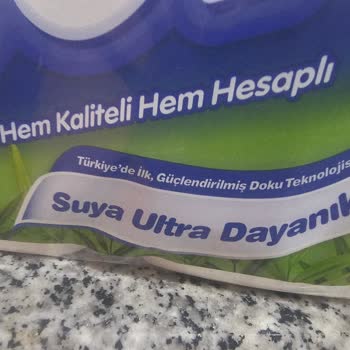 Hem Kaliteli Hem Hesaplı
Türkiye'de İlk, Güçlendirilmiş Doku Teknolojis
Suya Ultra Dayanık